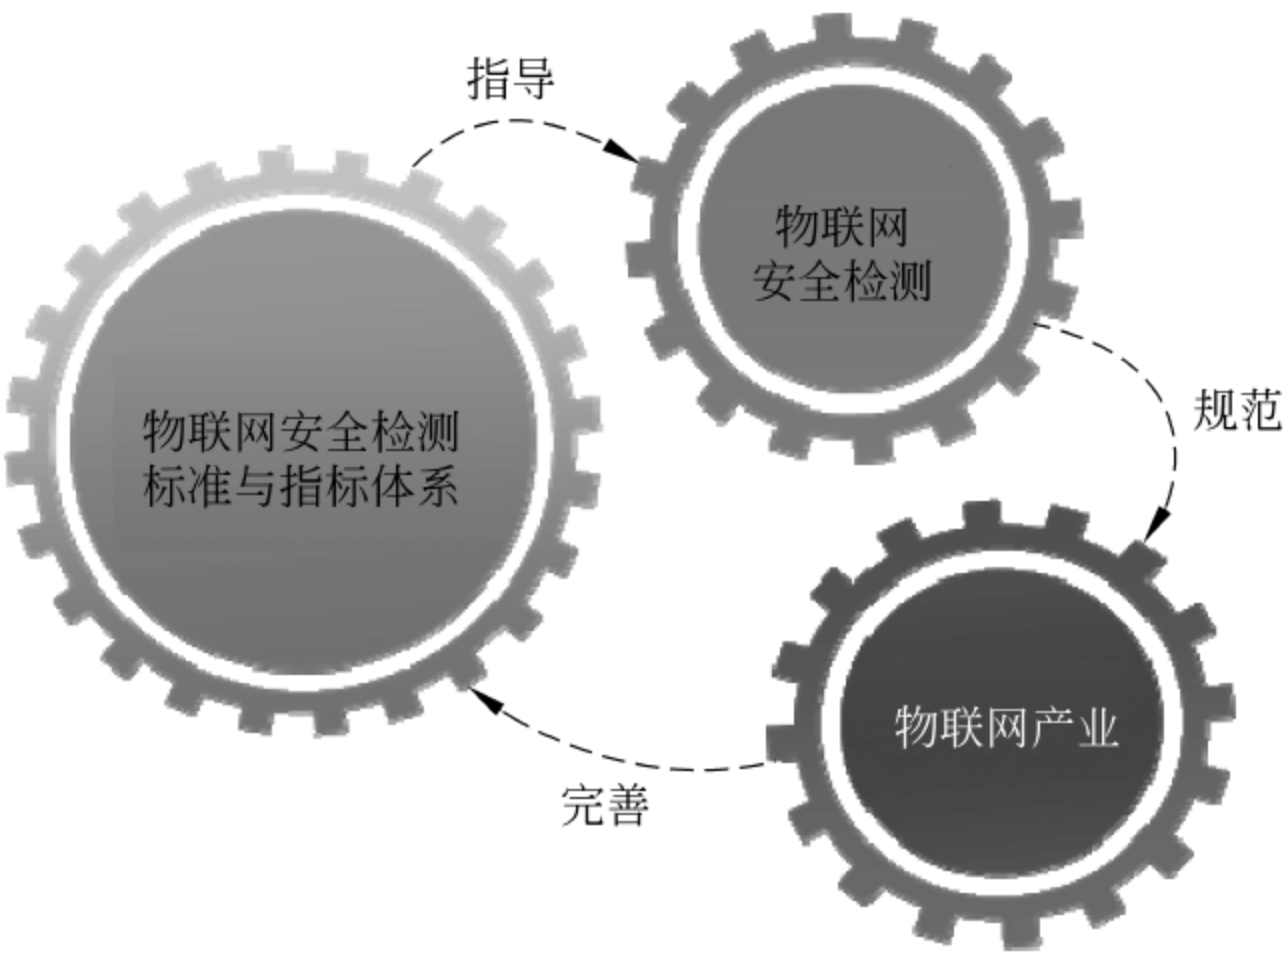 指导
物联网
安全检测
规范
物联网安全检测
标准与指标体系
物联网产业
完善